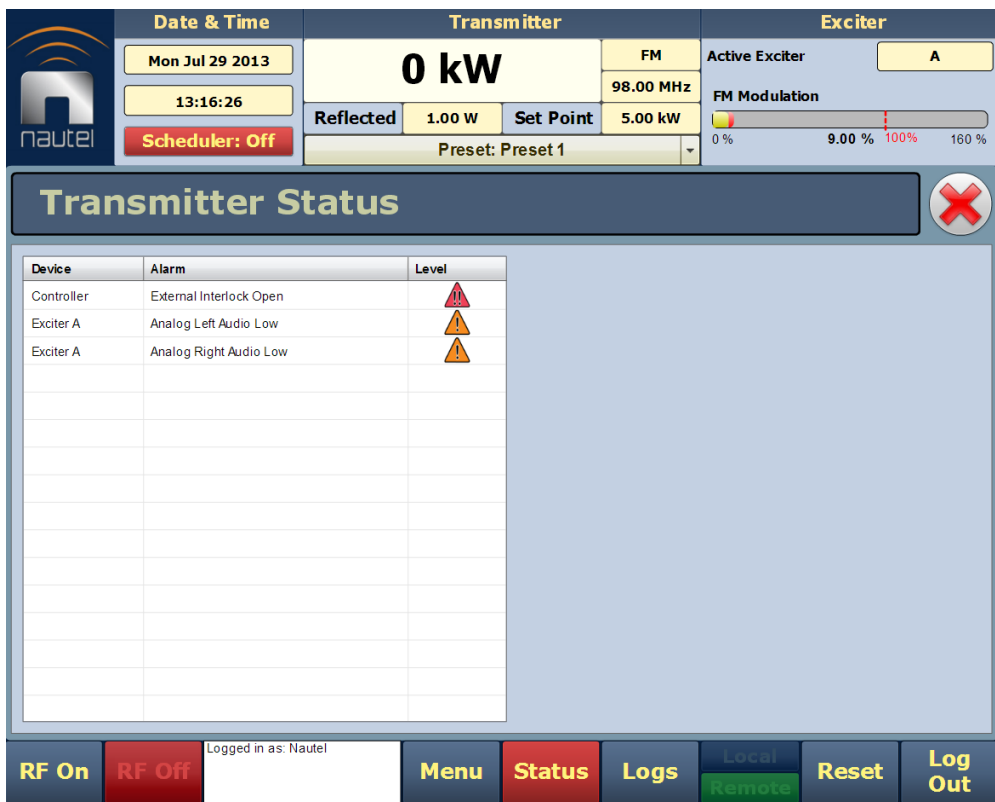 nautel
Date & Time
Mon Jul 29 2013
13:16:26
Scheduler: Off
Transmitter
0 kW
FM
98.00 MHz
Reflected 1.00 W Set Point 5.00 kW
Preset: Preset 1
Exciter
Active Exciter A
FM Modulation
0 % 9.00 % 100% 160 %
Transmitter Status
Device Alarm Level
Controller External Interlock Open
Exciter A Analog Left Audio Low
Exciter A Analog Right Audio Low
RF On
RF Off
Logged in as: Nautel
Menu
Status
Logs
Local
Remote
Reset
Log
Out